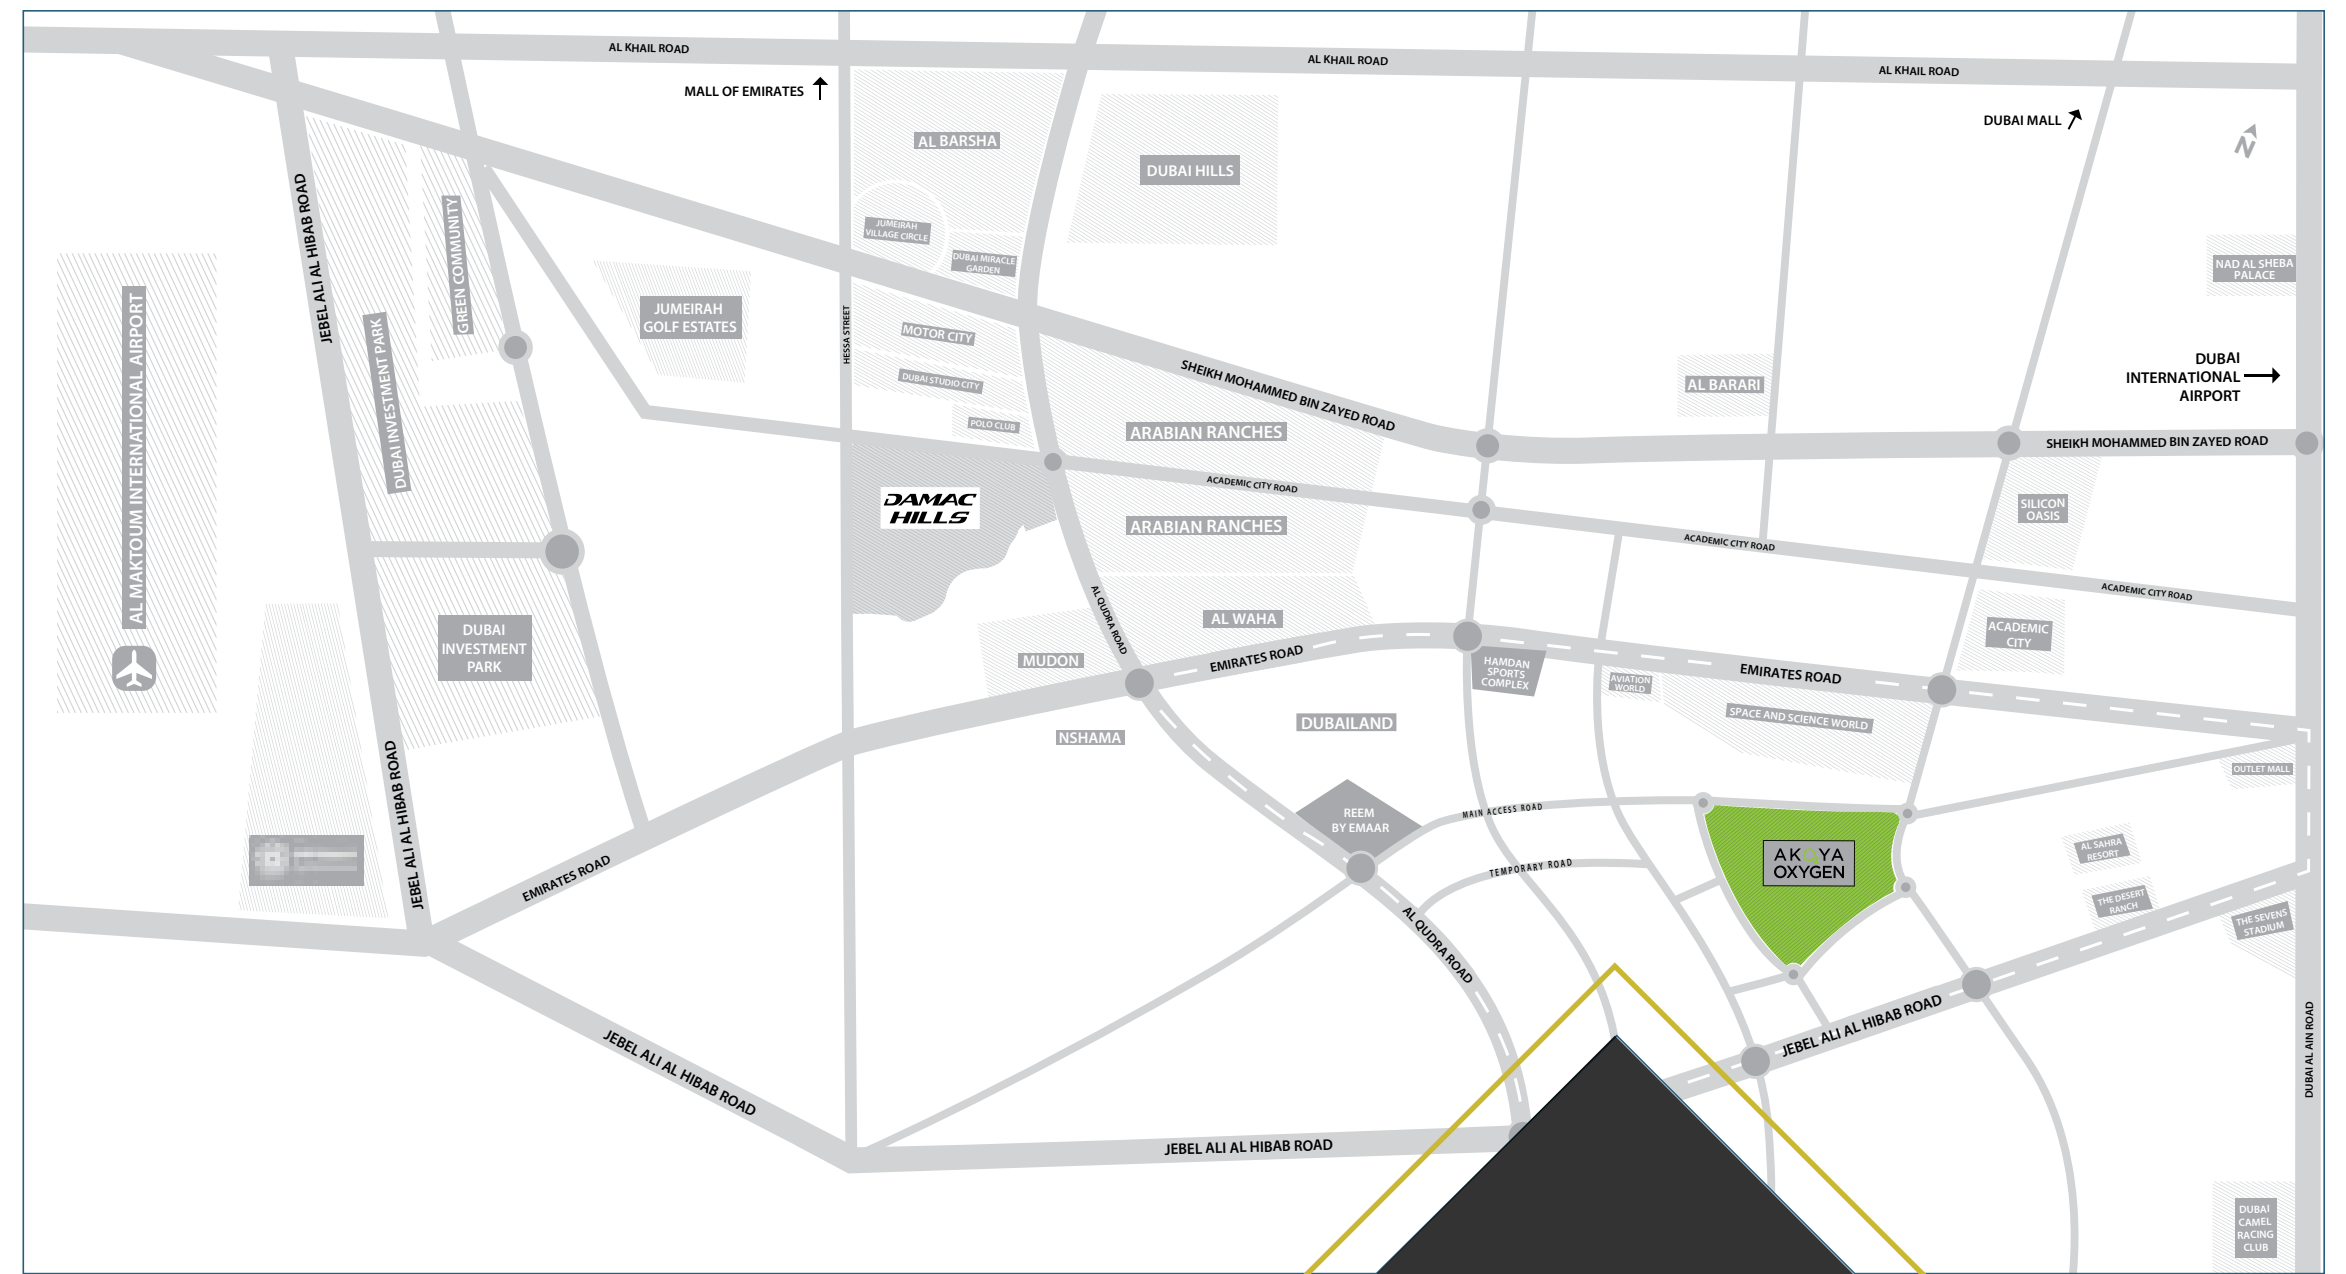 AL KHAIL ROAD
AL KHAIL ROAD
AL KHAIL ROAD
MALL OF EMIRATES
DUBAI MALL
N
AL BARSHA
DUBAI HILLS
JEBEL ALI AL HIBAB ROAD
GREEN COMMUNITY
JUMEIRAH
VILLAGE CIRCLE
DUBAI MIRACLE
GARDEN
NAD AL SHEBA
PALACE
AL MAKTOUM INTERNATIONAL AIRPORT
DUBAI INVESTMENT PARK
JUMEIRAH
GOLF ESTATES
HESSA STREET
MOTOR CITY
DUBAI STUDIO CITY
POLO CLUB
SHEIKH MOHAMMED BIN ZAYED ROAD
AL BARARI
DUBAI
INTERNATIONAL
AIRPORT
ARABIAN RANCHES
SHEIKH MOHAMMED BIN ZAYED ROAD
DAMAC
HILLS
ACADEMIC CITY ROAD
ARABIAN RANCHES
SILICON
OASIS
ACADEMIC CITY ROAD
ACADEMIC CITY ROAD
AL QUDRA ROAD
AL WAHA
ACADEMIC
CITY
DUBAI
INVESTMENT
PARK
MUDON
EMIRATES ROAD
HAMDAN
SPORTS
COMPLEX
AVIATION
WORLD
EMIRATES ROAD
SPACE AND SCIENCE WORLD
DUBAILAND
NSHAMA
OUTLET MALL
JEBEL ALI AL HIBAB ROAD
REEM
BY EMAAR
MAIN ACCESS ROAD
TEMPORARY ROAD
AKOYA
OXYGEN
AL SAHRA
RESORT
THE DESERT
RANCH
THE SEVENS
STADIUM
EMIRATES ROAD
AL QUDRA ROAD
JEBEL ALI AL HIBAB ROAD
JEBEL ALI AL HIBAB ROAD
DUBAI AL AIN ROAD
JEBEL ALI AL HIBAB ROAD
DUBAI
CAMEL
RACING
CLUB